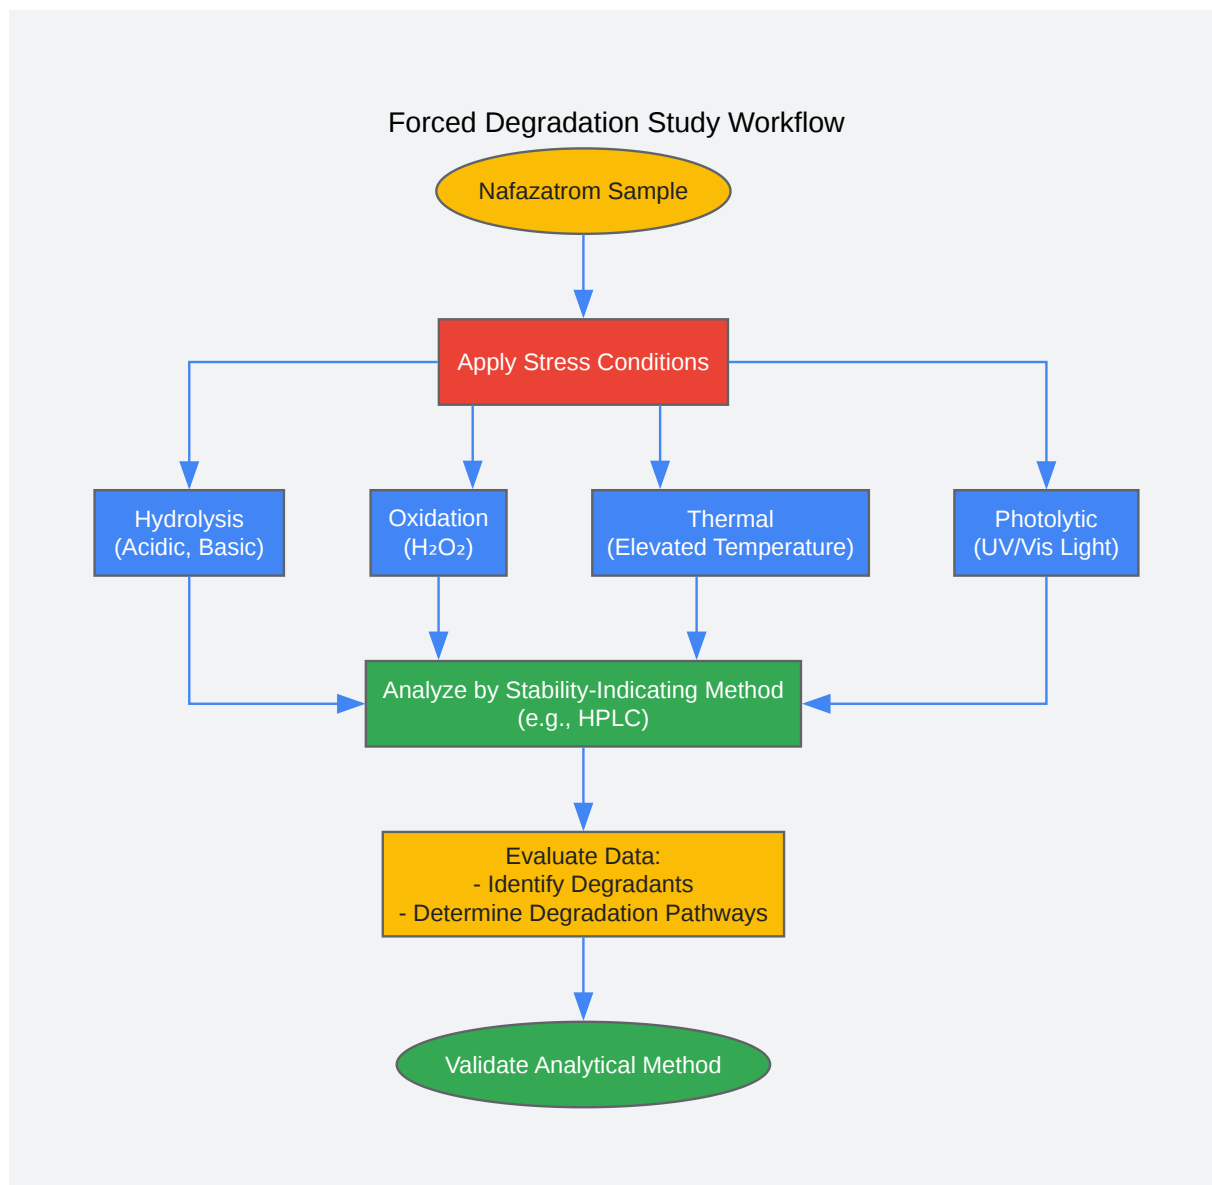 Forced Degradation Study Workflow
Nafazatrom Sample
Apply Stress Conditions
Hydrolysis
(Acidic, Basic)
Oxidation
(H₂O₂)
Thermal
(Elevated Temperature)
Photolytic
(UV/Vis Light)
Analyze by Stability-Indicating Method
(e.g., HPLC)
Evaluate Data:
- Identify Degradants
- Determine Degradation Pathways
Validate Analytical Method